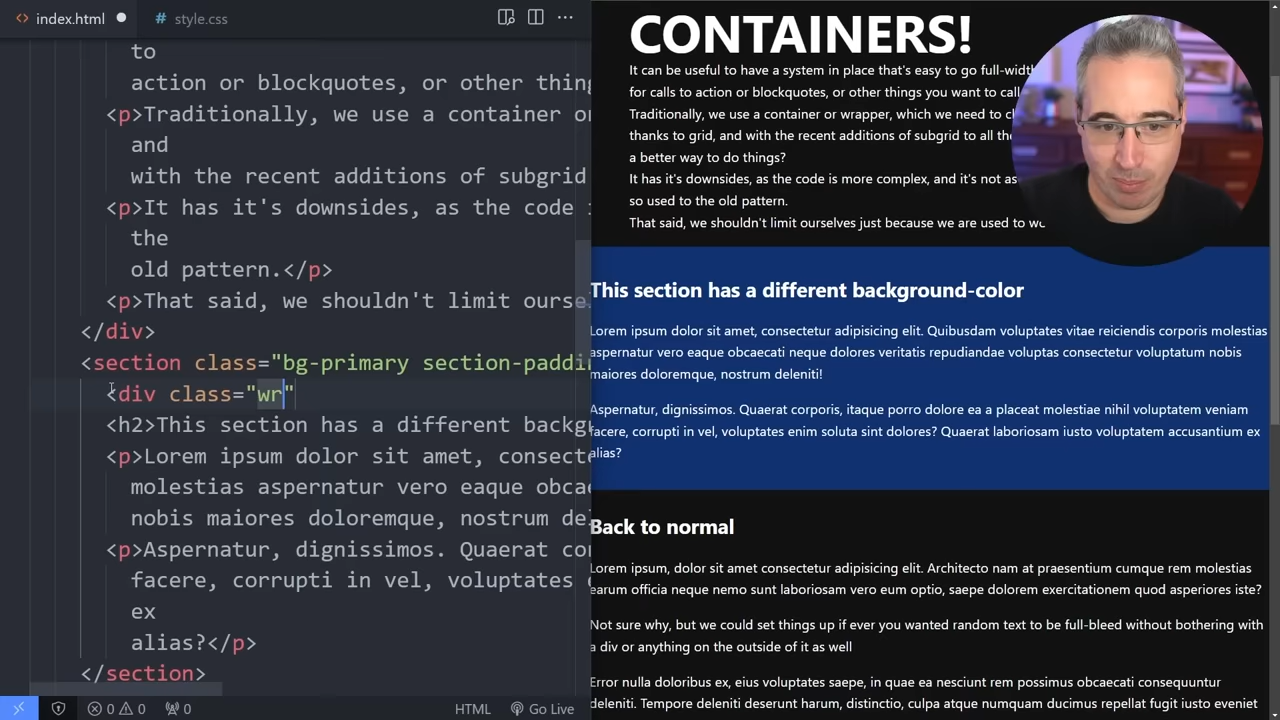 index.html
style.css
to
action or blockquotes, or other thing
<p>Traditionally, we use a container o
and
with the recent additions of subgrid
<p>It has it's downsides, as the code
the
old pattern.</p>
<p>That said, we shouldn't limit ourse
</div>
<section class="bg-primary section-paddi
<div class="wr"
<h2>This section has a different backg
<p>Lorem ipsum dolor sit amet, consecte
molestias aspernatur vero eaque obcae
nobis maiores doloremque, nostrum de
<p>Aspernatur, dignissimos. Quaerat co
facere, corrupti in vel, voluptates
ex
alias?</p>
</section>
0 0 0
HTML
Go Live
CONTAINERS!
It can be useful to have a system in place that's easy to go full-width
for calls to action or blockquotes, or other things you want to call
Traditionally, we use a container or wrapper, which we need to
thanks to grid, and with the recent additions of subgrid to all the
a better way to do things?
It has it's downsides, as the code is more complex, and it's not as
so used to the old pattern.
That said, we shouldn't limit ourselves just because we are used to
This section has a different background-color
Lorem ipsum dolor sit amet, consectetur adipisicing elit. Quibusdam voluptates vitae reiciendis corporis molestias
aspernatur vero eaque obcaecati neque dolores veritatis repudiandae voluptas consectetur voluptatum nobis
maiores doloremque, nostrum deleniti!
Aspernatur, dignissimos. Quaerat corporis, itaque porro dolore ea a placeat molestiae nihil voluptatem veniam
facere, corrupti in vel, voluptates enim soluta sint dolores? Quaerat laboriosam iusto voluptatem accusantium ex
alias?
Back to normal
Lorem ipsum, dolor sit amet consectetur adipisicing elit. Architecto nam at praesentium cumque rem molestias
earum officia neque nemo sunt laboriosam vero eum optio, saepe dolorem exercitationem quod asperiores iste?
Not sure why, but we could set things up if ever you wanted random text to be full-bleed without bothering with
a div or anything on the outside of it as well
Error nulla doloribus ex, eius voluptates saepe, in quae ea nesciunt rem possimus obcaecati consequuntur
deleniti. Tempore deleniti deserunt harum, distinctio, culpa atque numquam ducimus repellat fugit iusto eveniet